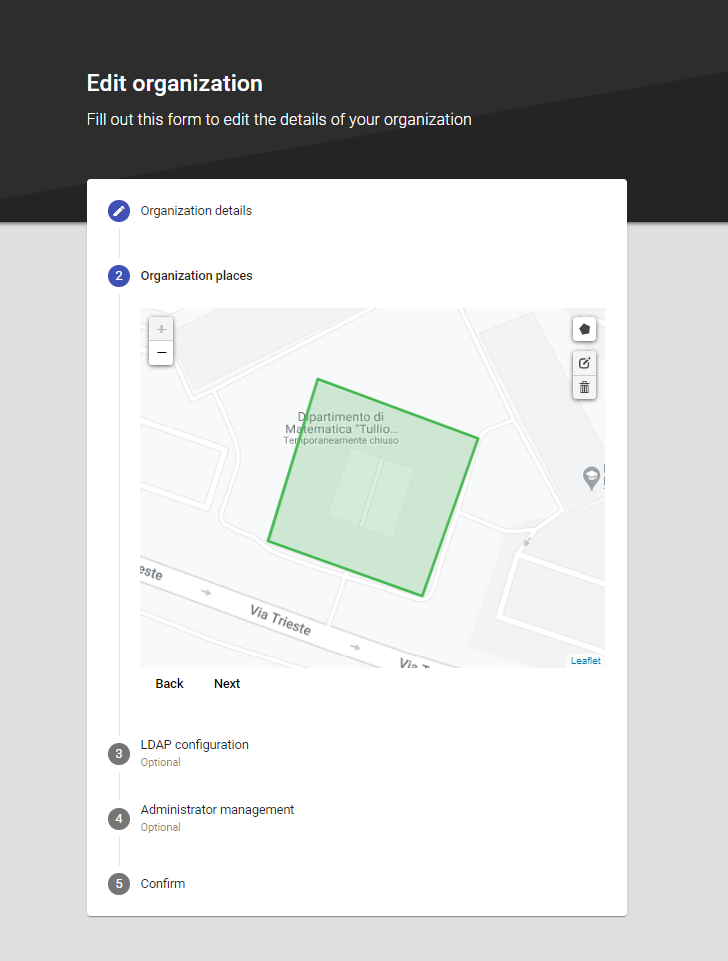 Edit organization
Fill out this form to edit the details of your organization
Organization details
2
Organization places
+
−
Dipartimento di
Matematica "Tullio...
Temporaneamente chiuso
este
Via Trieste
Via T
Leaflet
Back
Next
3
LDAP configuration
Optional
4
Administrator management
Optional
5
Confirm